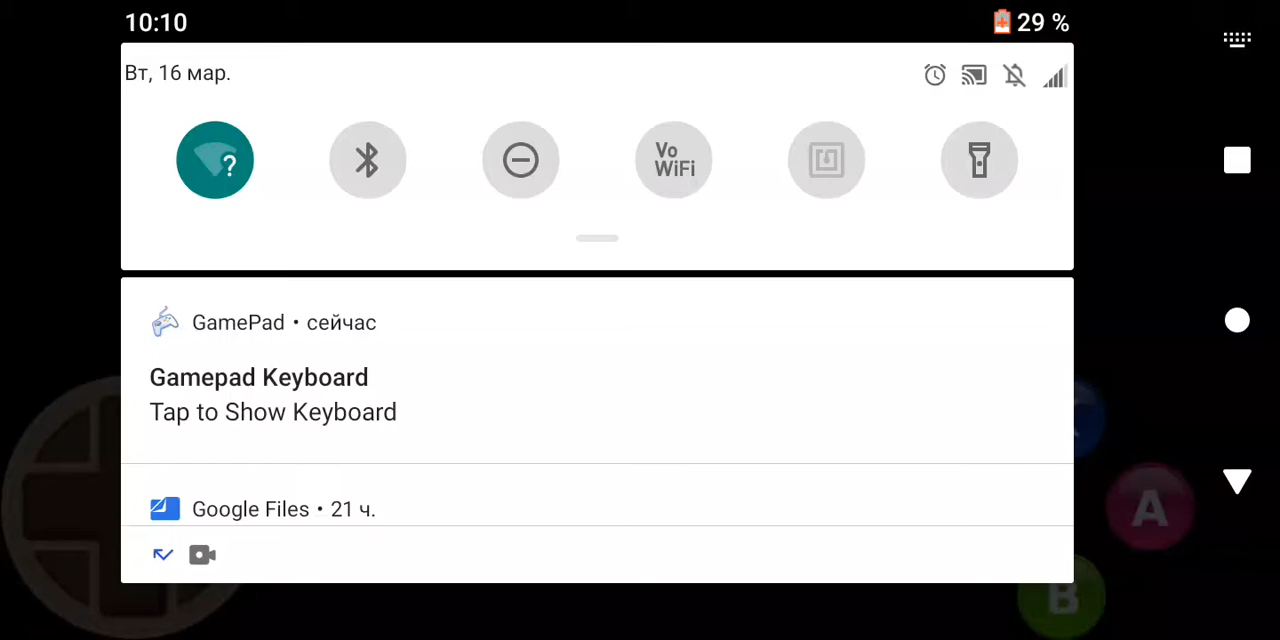 10:10
29 %
Вт, 16 мар.
?
Vo
WiFi
GamePad • сейчас
Gamepad Keyboard
Tap to Show Keyboard
Google Files • 21 ч.
A
B